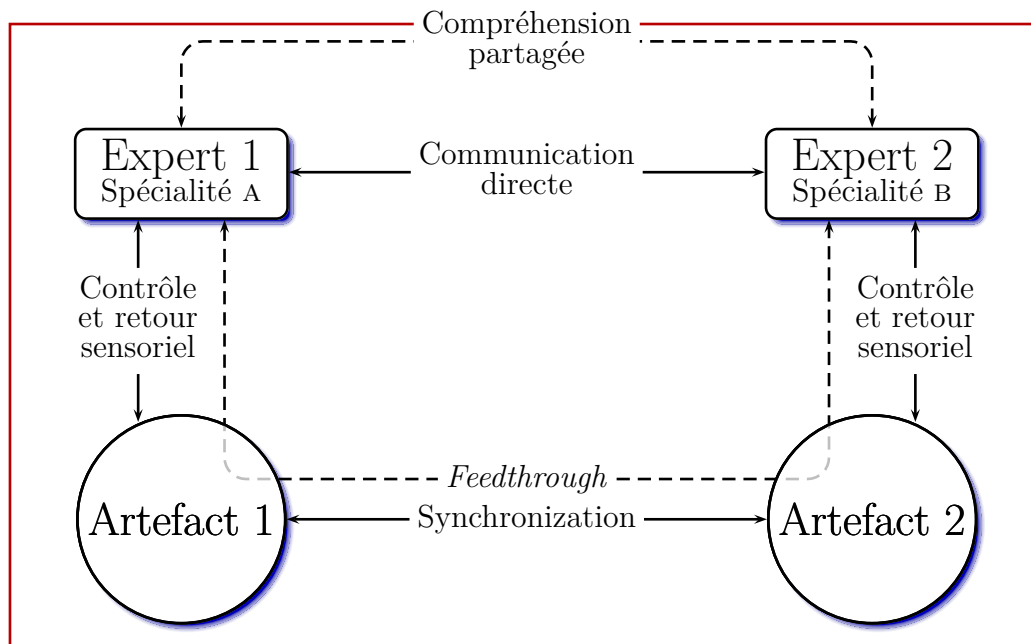 Compréhension
partagée
Expert 1
Spécialité A
Communication
directe
Expert 2
Spécialité B
Contrôle
et retour
sensoriel
Contrôle
et retour
sensoriel
Feedthrough
Artefact 1
Synchronization
Artefact 2